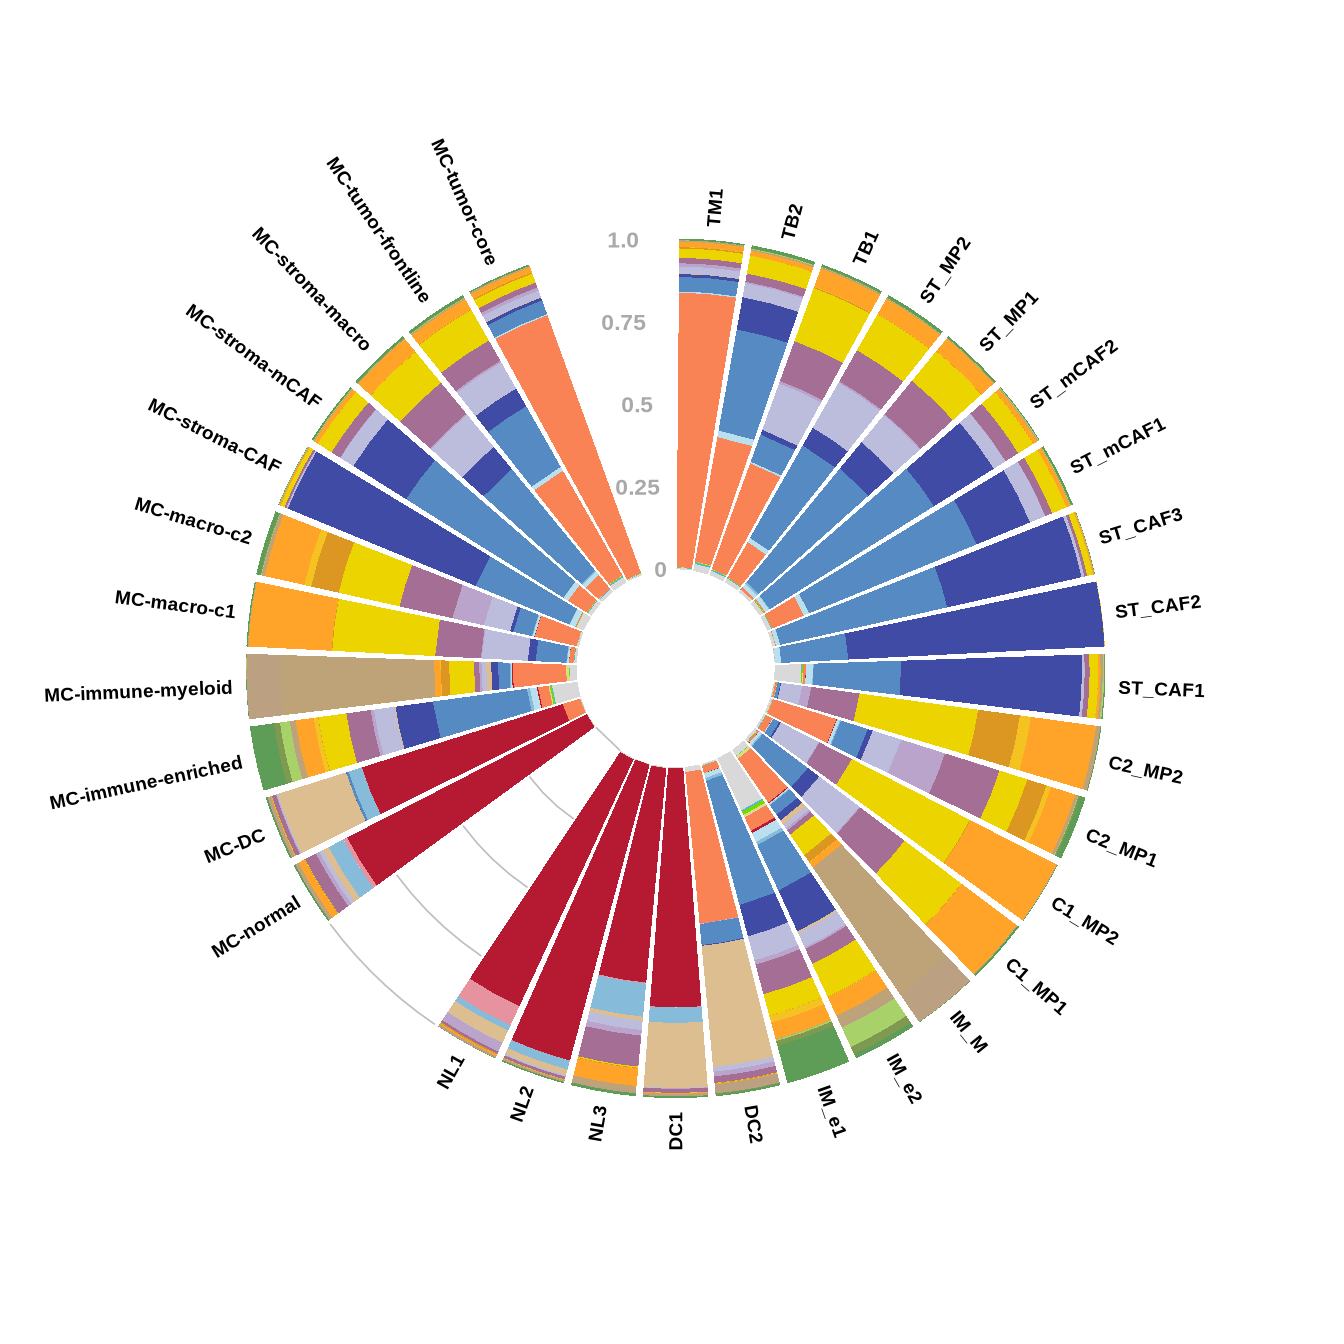 TM1
TB2
TB1
ST_MP2
ST_MP1
ST_mCAF2
ST_mCAF1
ST_CAF3
ST_CAF2
ST_CAF1
C2_MP2
C2_MP1
C1_MP2
C1_MP1
IM_M
IM_e2
IM_e1
DC2
DC1
NL3
NL2
NL1
MC-normal
MC-DC
MC-immune-enriched
MC-immune-myeloid
MC-macro-c1
MC-macro-c2
MC-stroma-CAF
MC-stroma-mCAF
MC-stroma-macro
MC-tumor-frontline
MC-tumor-core
1.0
0.75
0.5
0.25
0